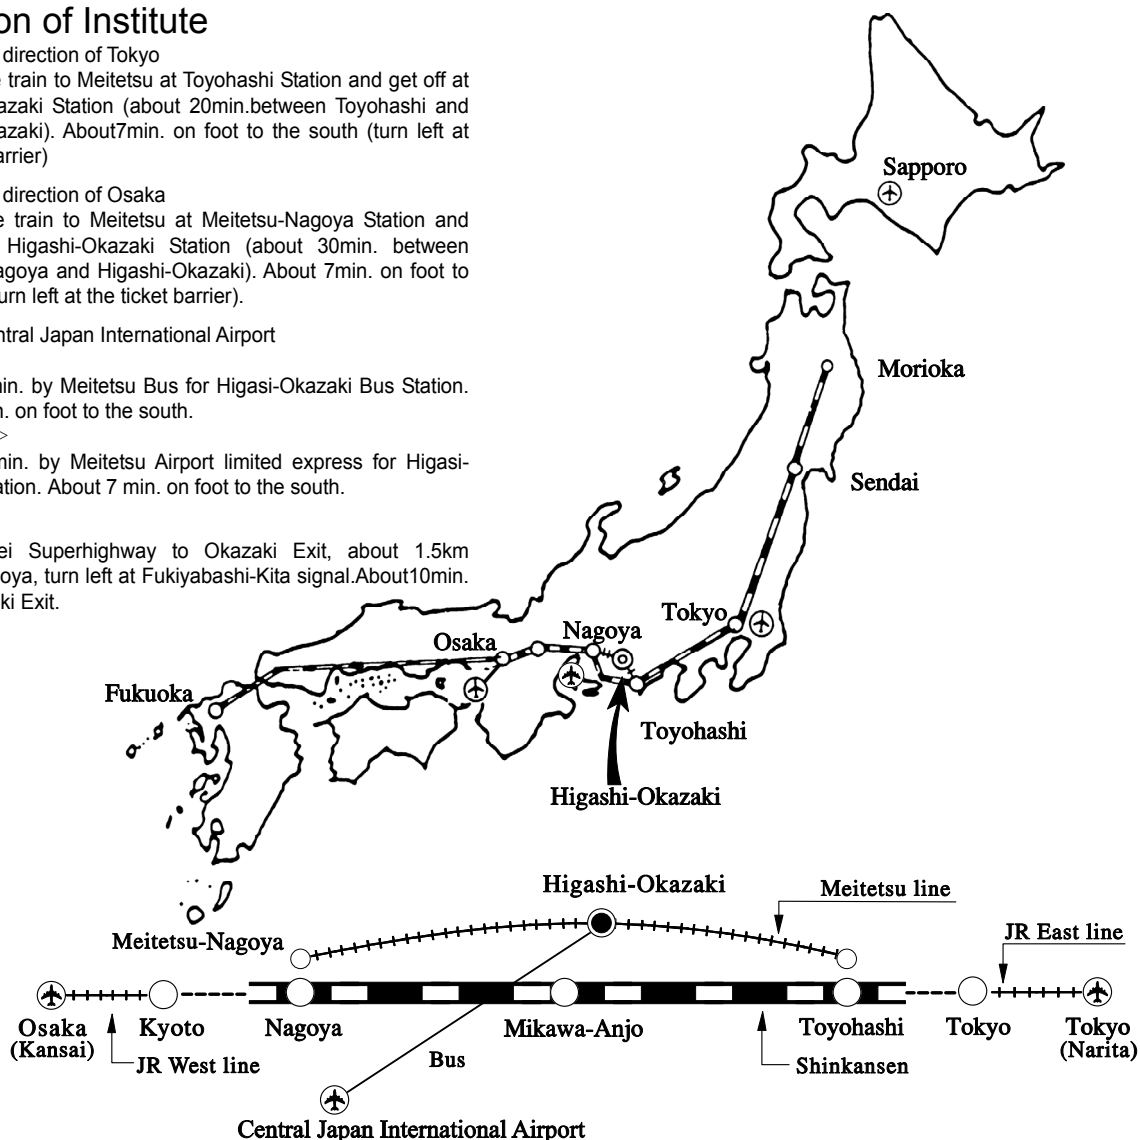 on of Institute
direction of Tokyo
train to Meitetsu at Toyohashi Station and get off at
azaki Station (about 20min.between Toyohashi and
azaki). About7min. on foot to the south (turn left at
arrier)
direction of Osaka
e train to Meitetsu at Meitetsu-Nagoya Station and
Higashi-Okazaki Station (about 30min. between
agoya and Higashi-Okazaki). About 7min. on foot to
urn left at the ticket barrier).
ntral Japan International Airport
nin. by Meitetsu Bus for Higasi-Okazaki Bus Station.
n. on foot to the south.
>
min. by Meitetsu Airport limited express for Higasi-
ation. About 7 min. on foot to the south.
ei Superhighway to Okazaki Exit, about 1.5km
oya, turn left at Fukiyabashi-Kita signal.About10min.
ki Exit.
Sapporo
Morioka
Sendai
Tokyo
Nagoya
Osaka
Fukuoka
Toyohashi
Higashi-Okazaki
Higashi-Okazaki
Meitetsu line
Meitetsu-Nagoya
JR East line
Osaka
(Kansai)
Kyoto
Nagoya
Mikawa-Anjo
Toyohashi
Tokyo
Tokyo
(Narita)
JR West line
Bus
Shinkansen
Central Japan International Airport